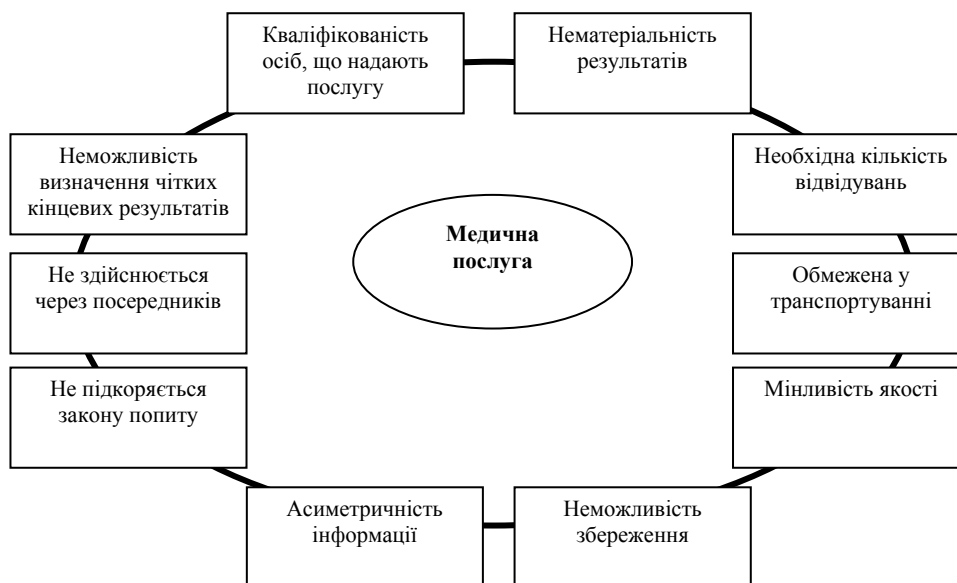 Кваліфікованість
осіб, що надають
послугу
Нематеріальність
результатів
Неможливість
визначення чітких
кінцевих результатів
Необхідна кількість
відвідувань
Медична
послуга
Не здійснюється
через посередників
Обмежена у
транспортуванні
Не підкоряється
закону попиту
Мінливість якості
Асиметричність
інформації
Неможливість
збереження